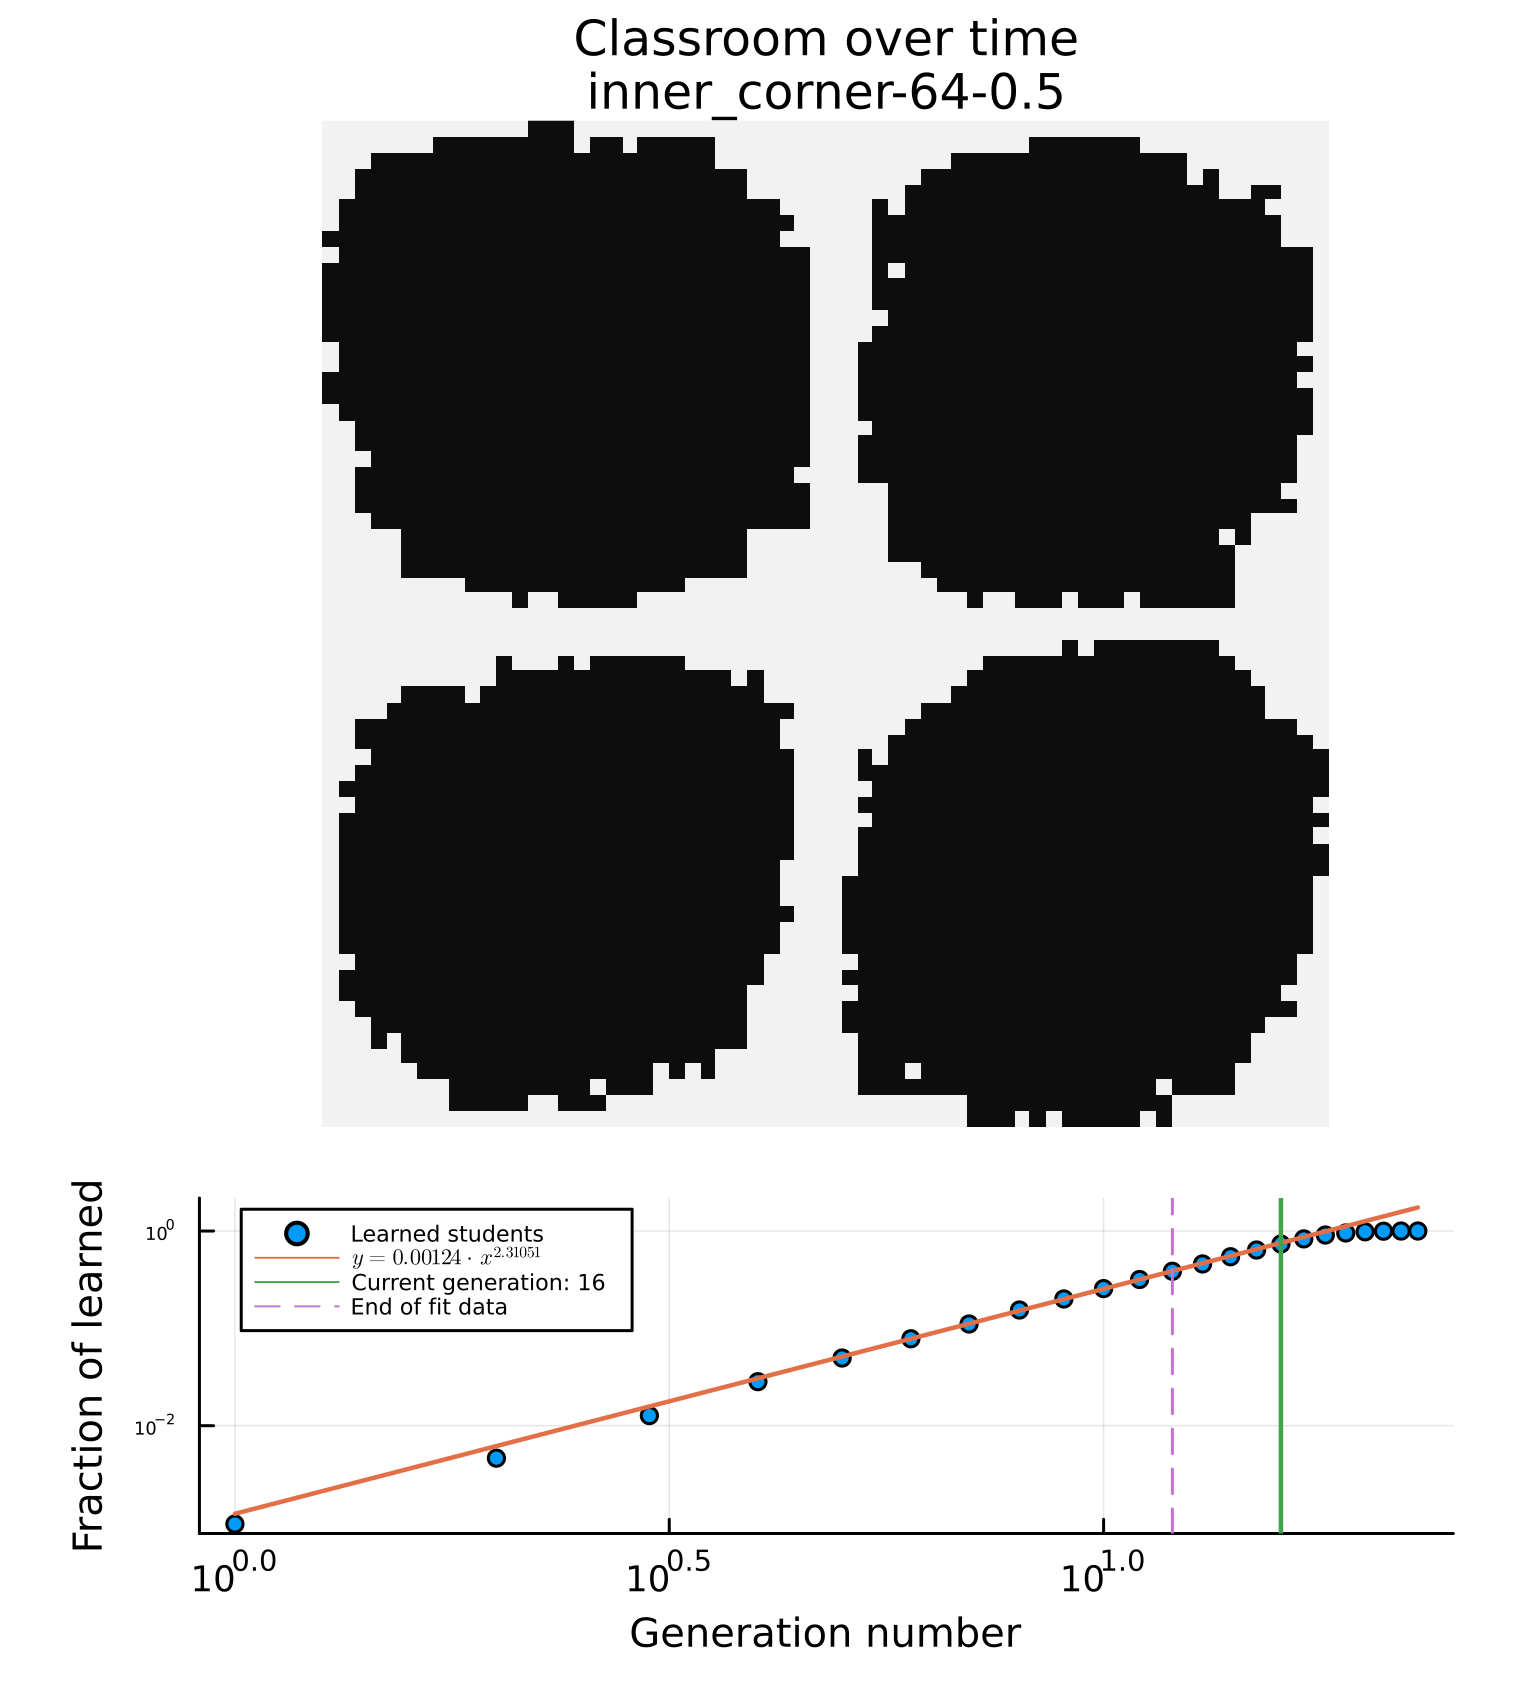 Classroom over time
inner_corner-64-0.5
Fraction of learned
10^0
10^-2
Learned students
y = 0.00124 · x^2.31051
Current generation: 16
End of fit data
10^0.0
10^0.5
10^1.0
Generation number